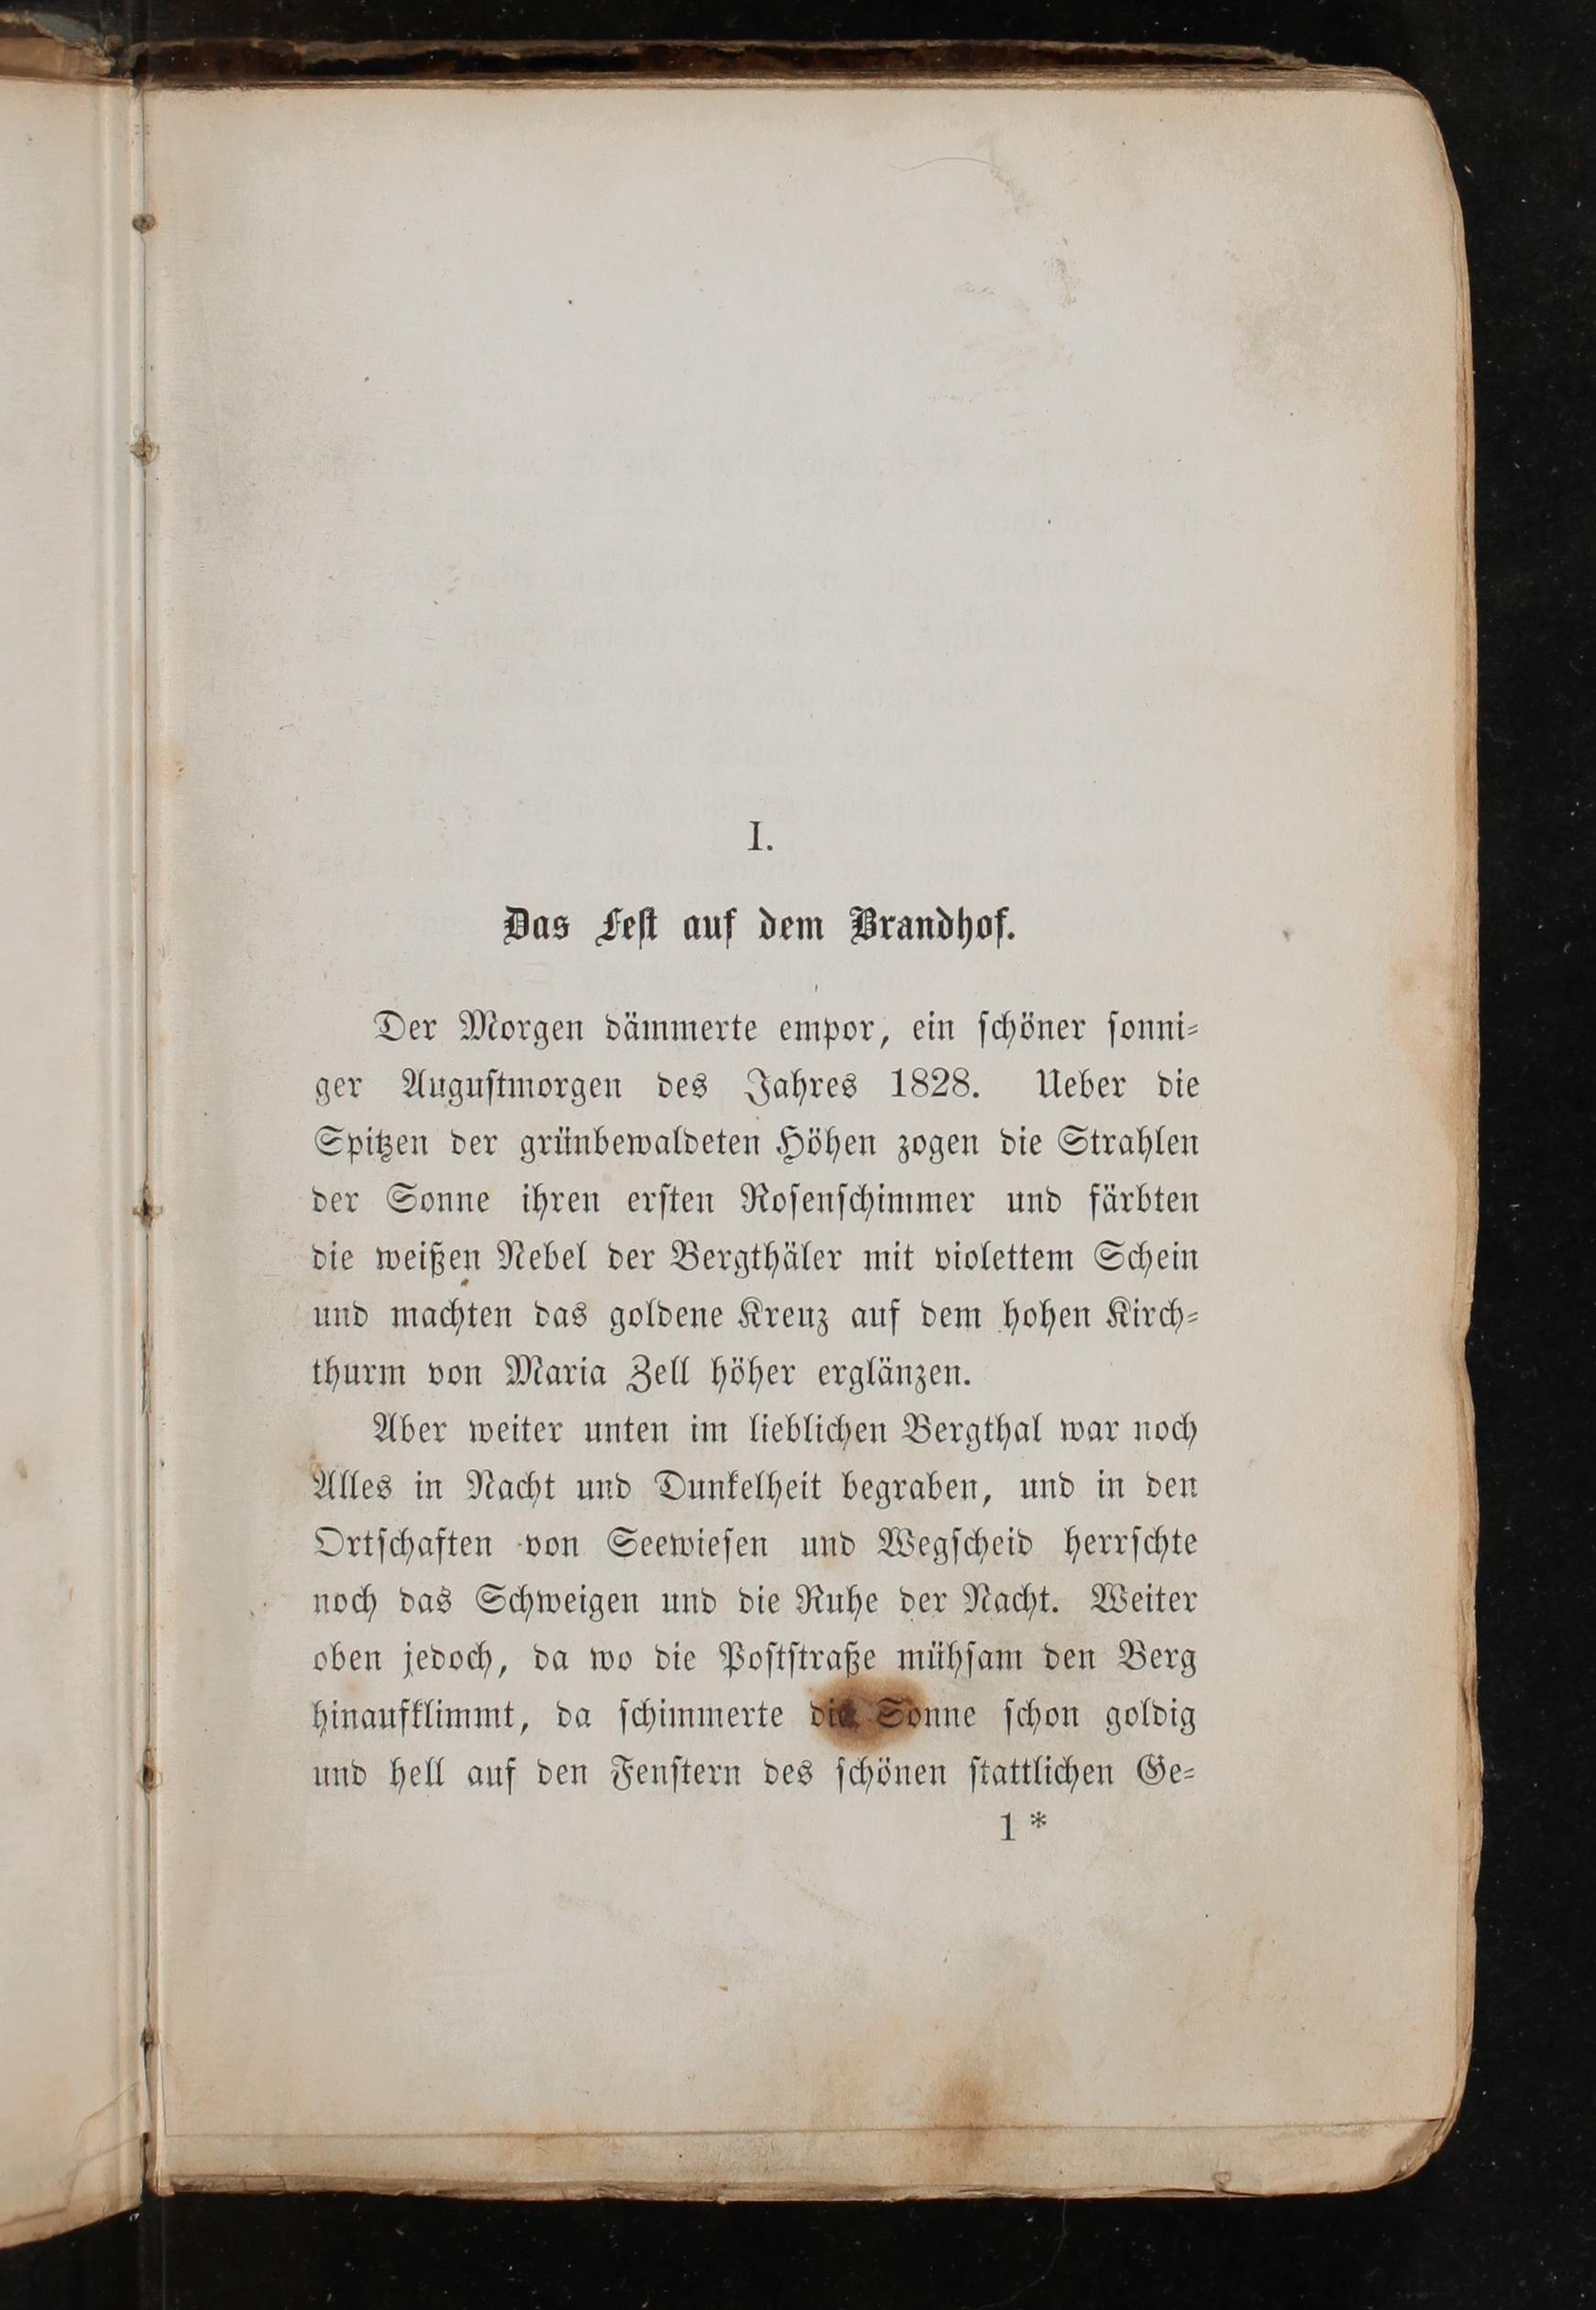 I.
Das Fest auf dem Brandhof.
Der Morgen dämmerte empor, ein schöner sonni-
ger Augustmorgen des Jahres 1828. Ueber die
Spitzen der grünbewaldeten Höhen zogen die Strahlen
der Sonne ihren ersten Rosenschimmer und färbten
die weißen Nebel der Bergthäler mit violettem Schein
und machten das goldene Kreuz auf dem hohen Kirch-
thurm von Maria Zell höher erglänzen.
Aber weiter unten im lieblichen Bergthal war noch
Alles in Nacht und Dunkelheit begraben, und in den
Ortschaften von Seewiesen und Wegscheid herrschte
noch das Schweigen und die Ruhe der Nacht. Weiter
oben jedoch, da wo die Poststraße mühsam den Berg
hinaufklimmt, da schimmerte die Sonne schon goldig
und hell auf den Fenstern des schönen stattlichen Ge-
1 *